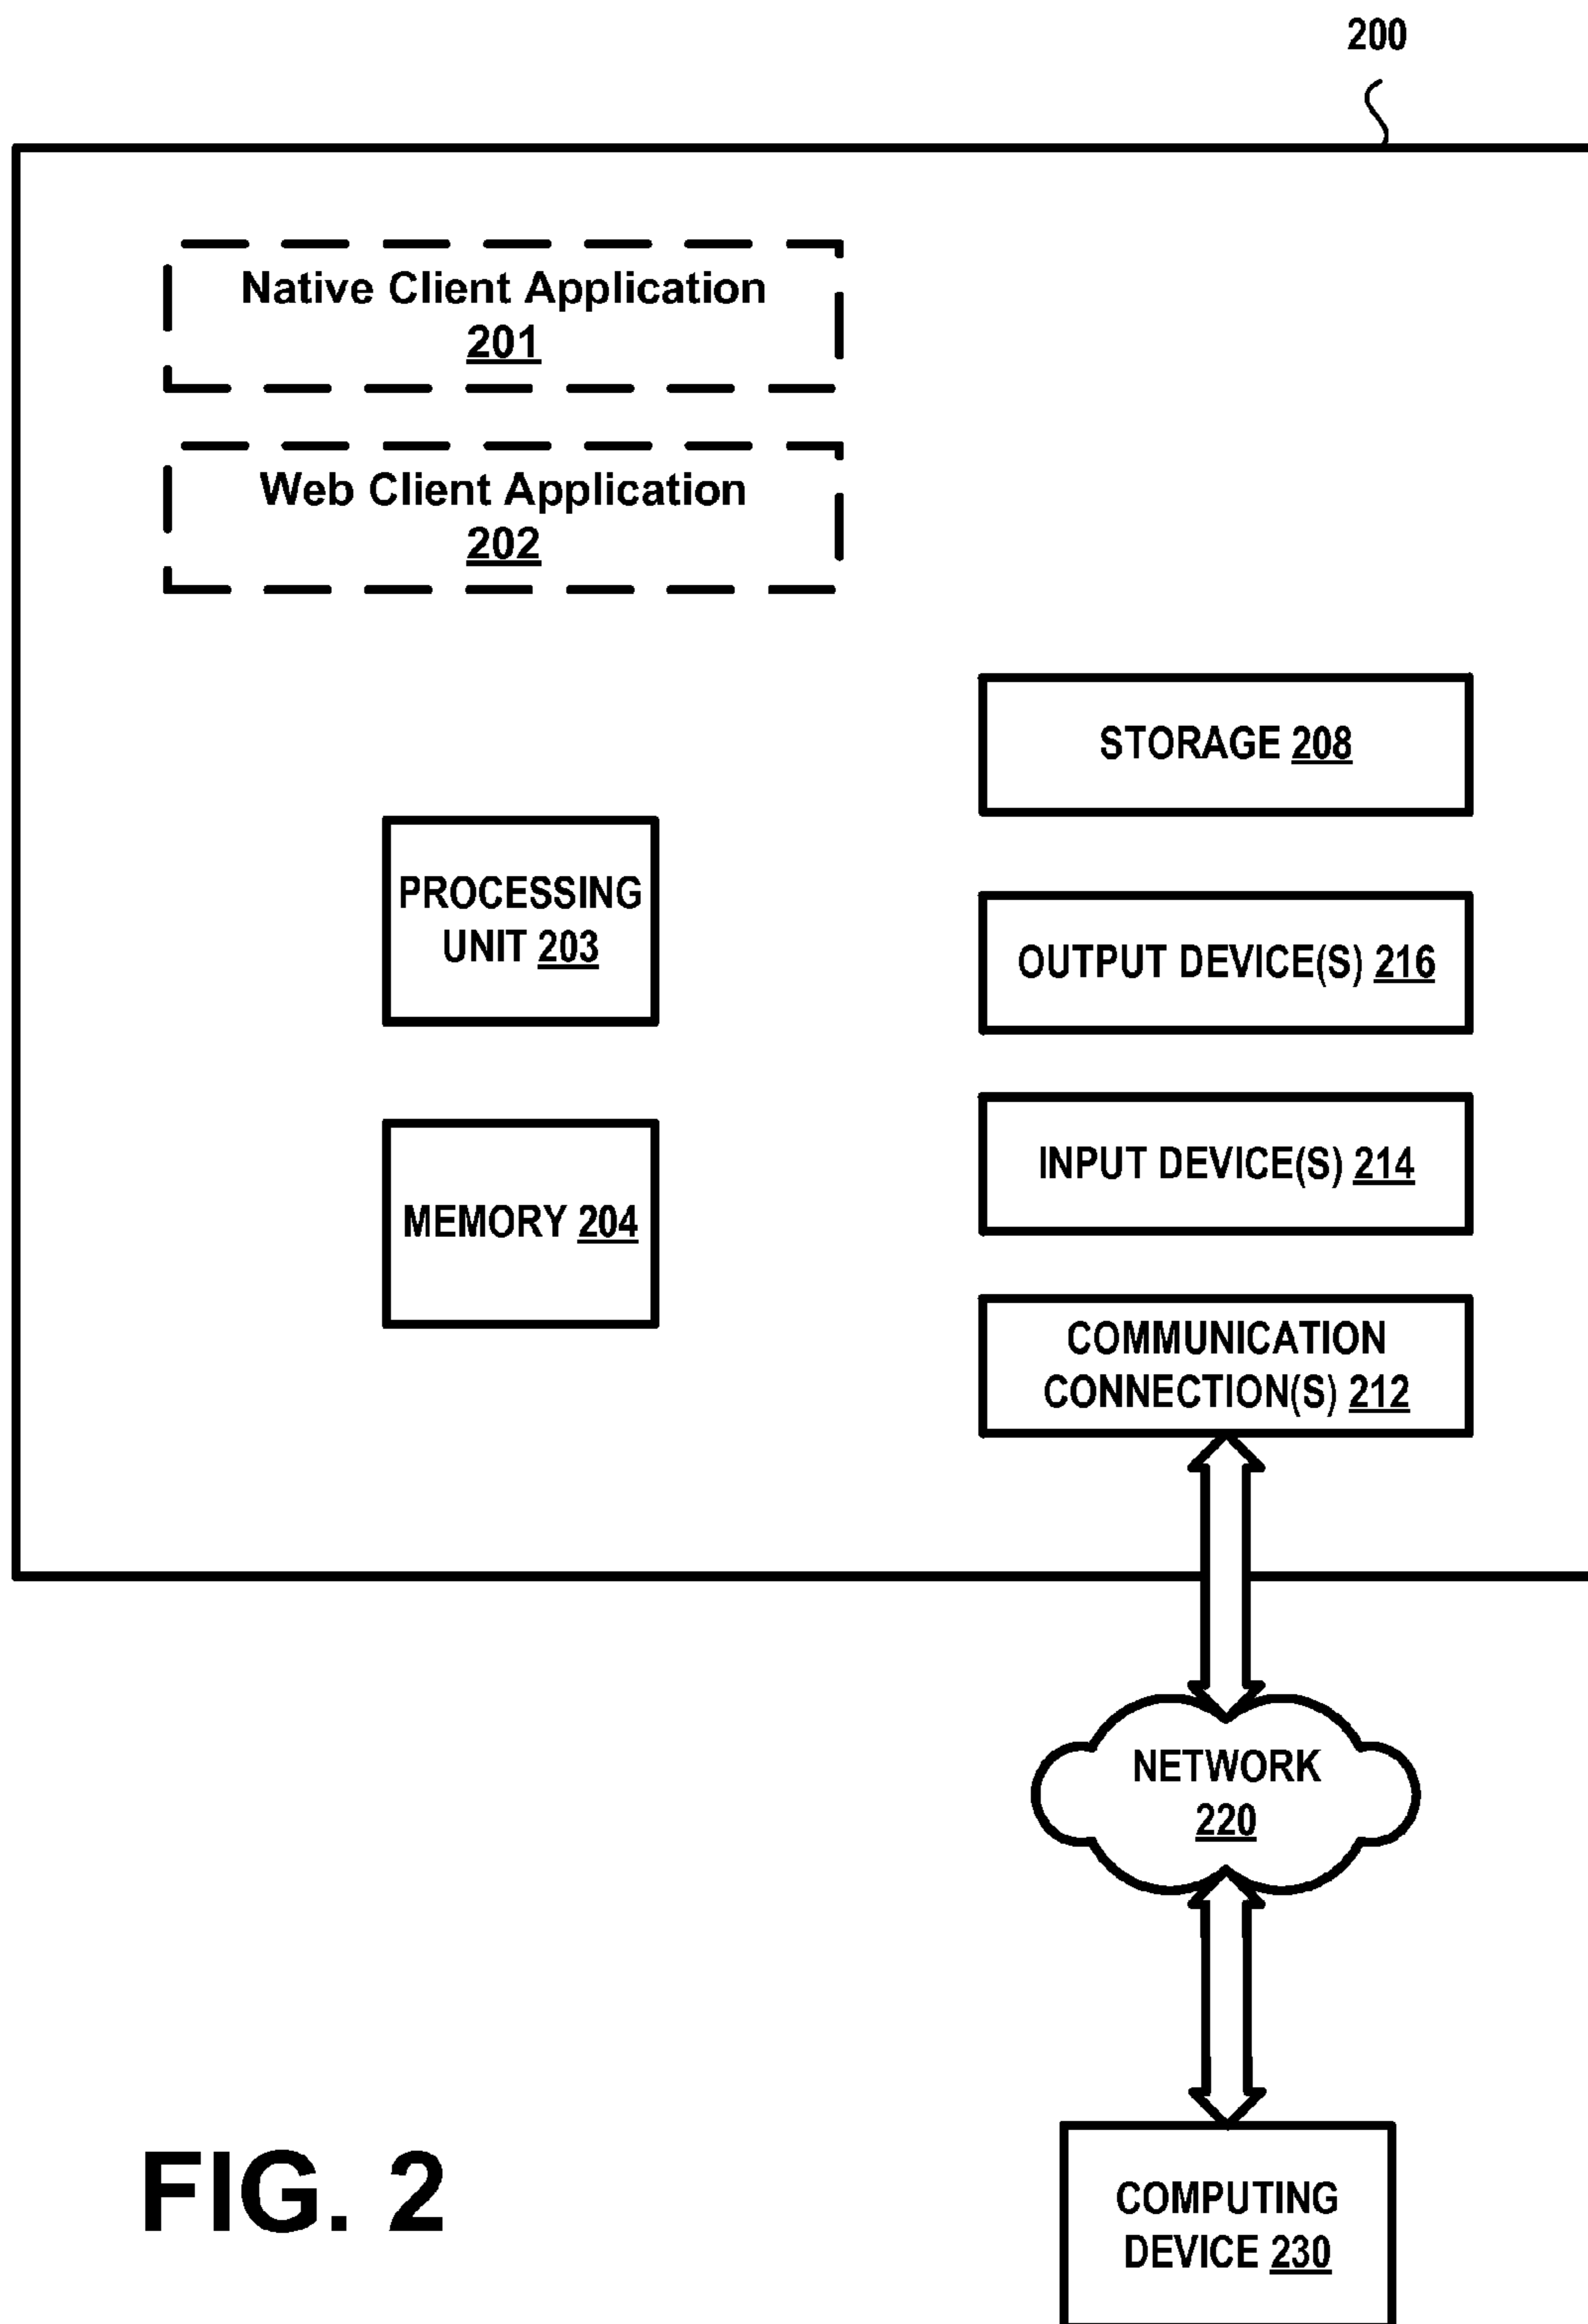 200
Native Client Application
201
Web Client Application
202
STORAGE 208
PROCESSING
UNIT 203
OUTPUT DEVICE(S) 216
INPUT DEVICE(S) 214
MEMORY 204
COMMUNICATION
CONNECTION(S) 212
NETWORK
220
COMPUTING
DEVICE 230
FIG. 2